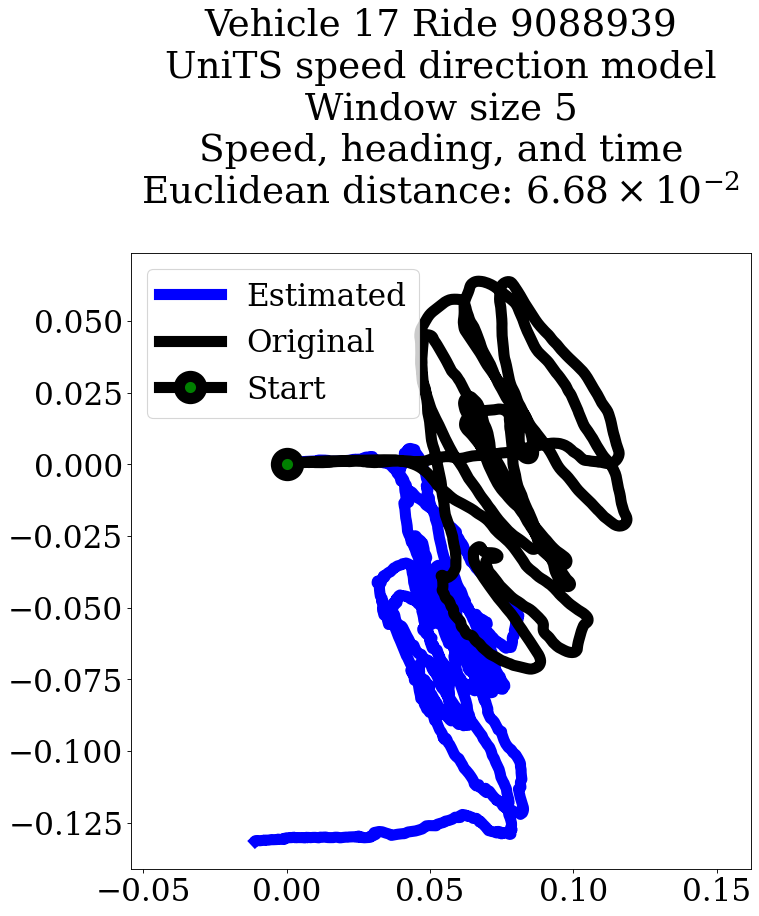 Vehicle 17 Ride 9088939
UniTS speed direction model
Window size 5
Speed, heading, and time
Euclidean distance: 6.68 × 10⁻²
Estimated
Original
Start
0.050
0.025
0.000
−0.025
−0.050
−0.075
−0.100
−0.125
−0.05 0.00 0.05 0.10 0.15